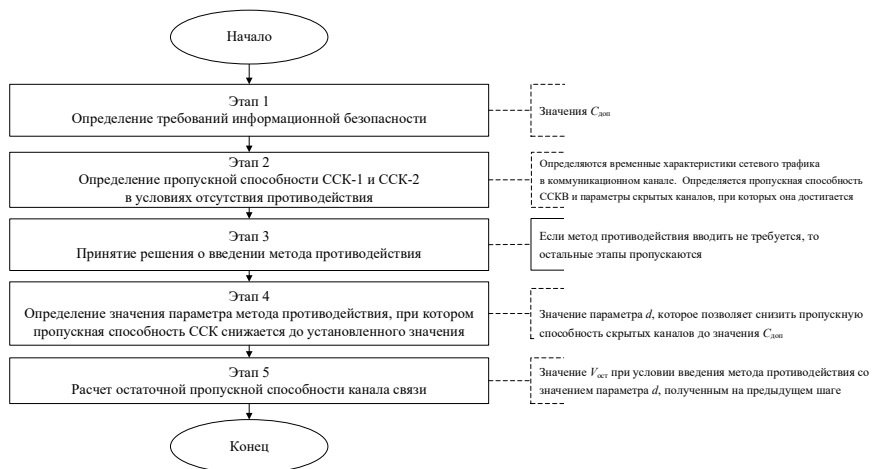 Начало
Этап 1
Определение требований информационной безопасности
Значения Cдоп
Этап 2
Определение пропускной способности ССК-1 и ССК-2
в условиях отсутствия противодействия
Определяются временные характеристики сетевого трафика
в коммуникационном канале. Определяется пропускная способность
ССКВ и параметры скрытых каналов, при которых она достигается
Этап 3
Принятие решения о введении метода противодействия
Если метод противодействия вводить не требуется, то
остальные этапы пропускаются
Этап 4
Определение значения параметра метода противодействия, при котором
пропускная способность ССК снижается до установленного значения
Значение параметра d, которое позволяет снизить пропускную
способность скрытых каналов до значения Cдоп
Этап 5
Расчет остаточной пропускной способности канала связи
Значение Vост при условии введения метода противодействия со
значением параметра d, полученным на предыдущем шаге
Конец